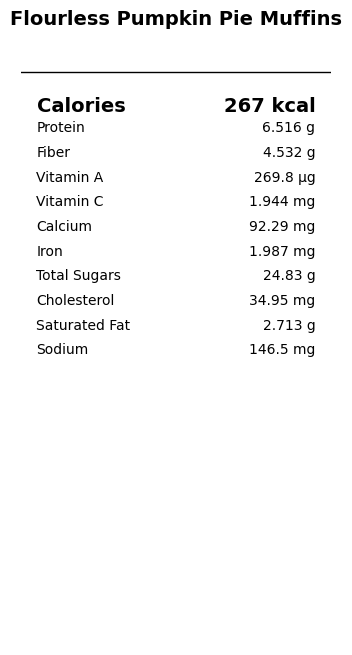 Flourless Pumpkin Pie Muffins
Calories 267 kcal
Protein 6.516 g
Fiber 4.532 g
Vitamin A 269.8 µg
Vitamin C 1.944 mg
Calcium 92.29 mg
Iron 1.987 mg
Total Sugars 24.83 g
Cholesterol 34.95 mg
Saturated Fat 2.713 g
Sodium 146.5 mg